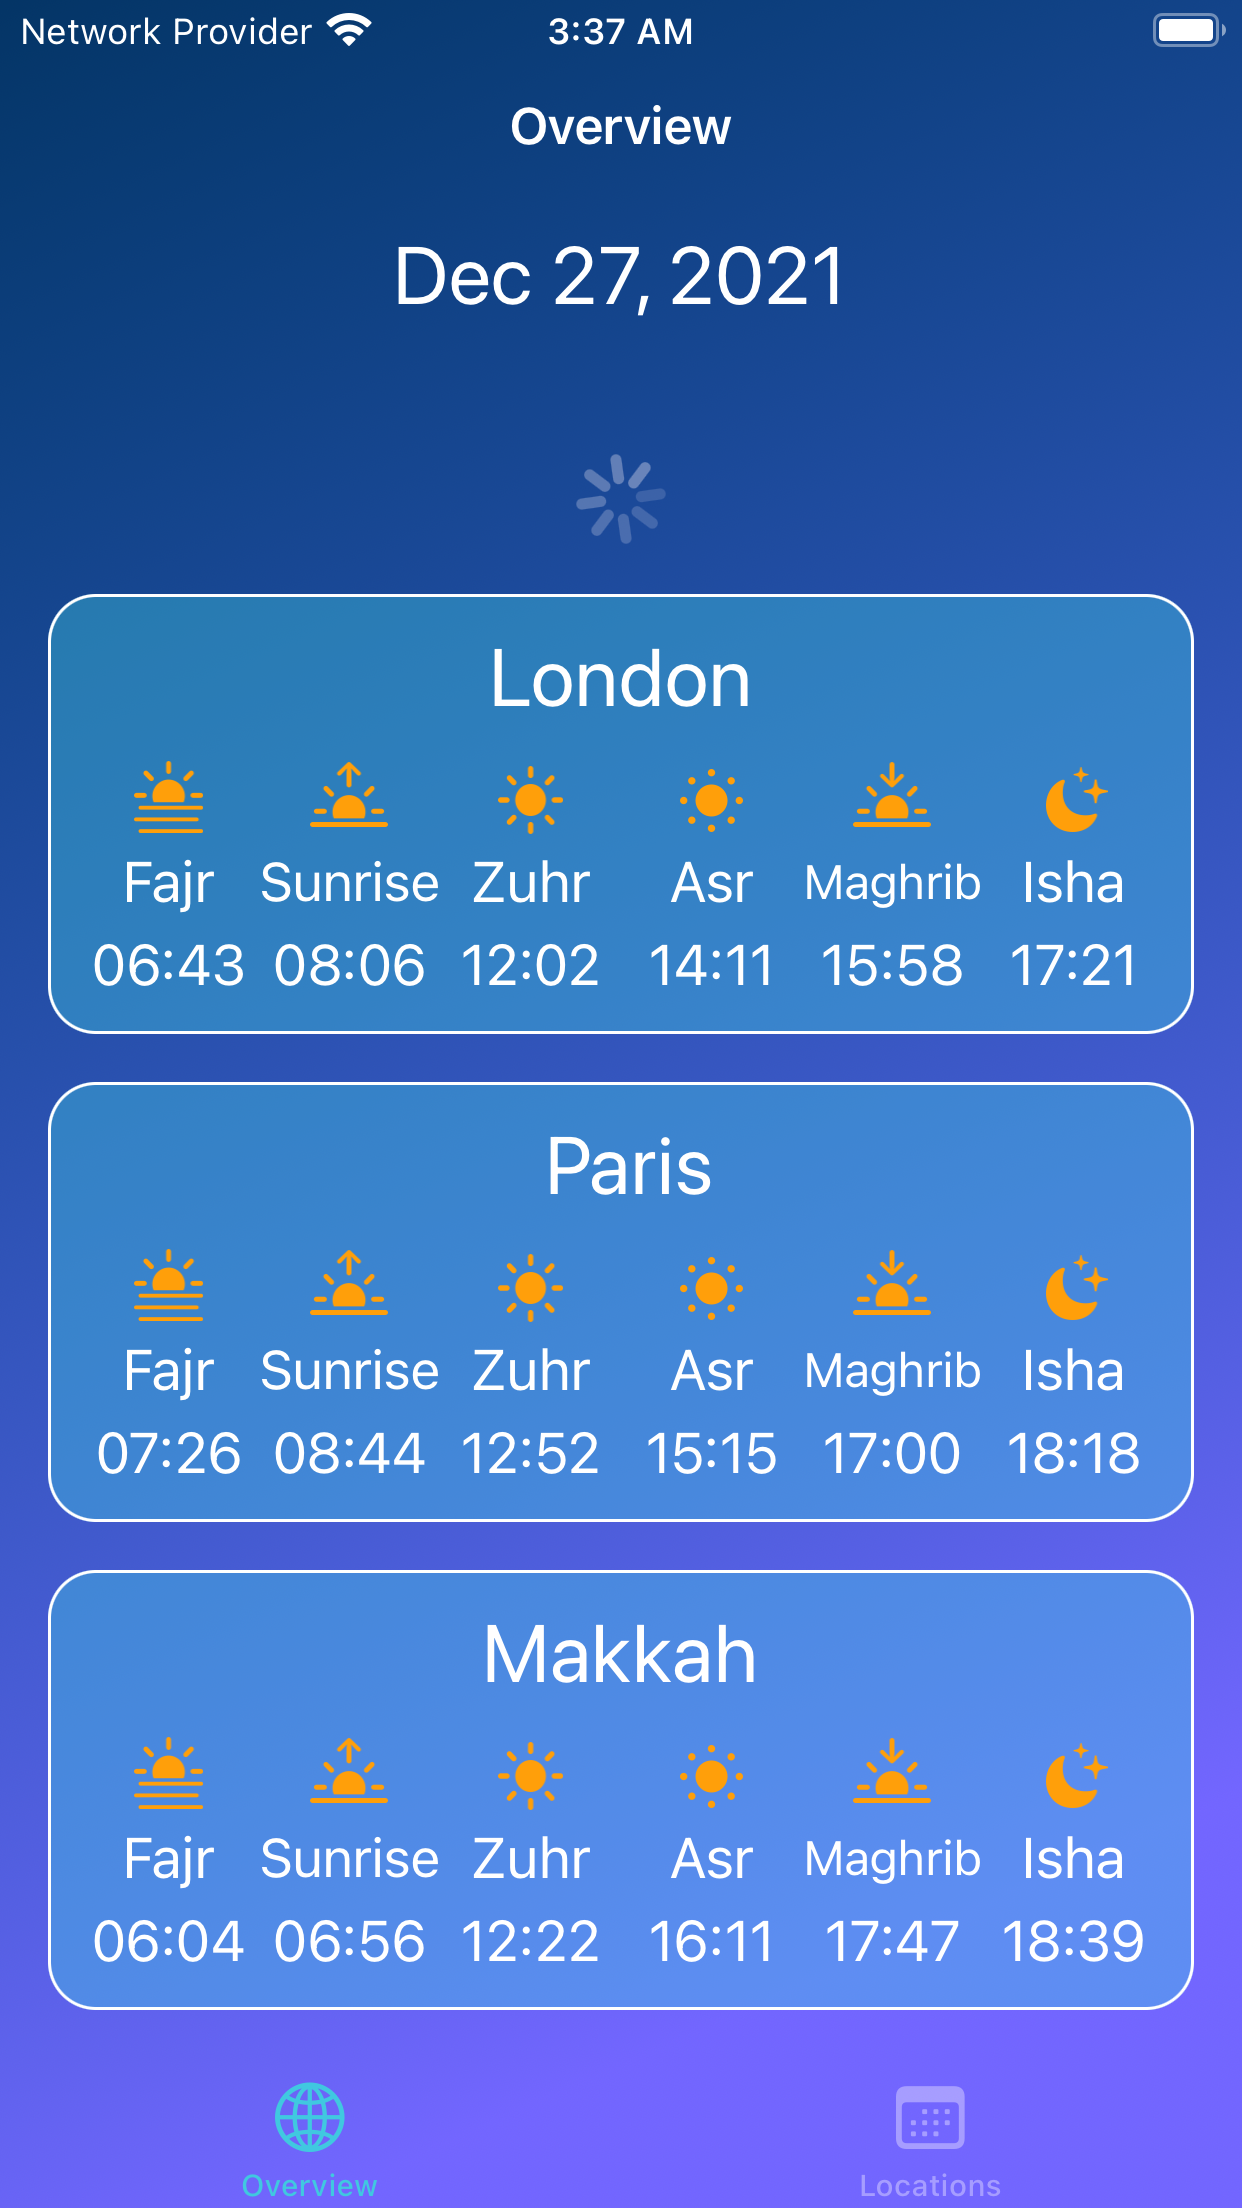 Network Provider 3:37 AM
Overview
Dec 27, 2021
London
Fajr Sunrise Zuhr Asr Maghrib Isha
06:43 08:06 12:02 14:11 15:58 17:21
Paris
Fajr Sunrise Zuhr Asr Maghrib Isha
07:26 08:44 12:52 15:15 17:00 18:18
Makkah
Fajr Sunrise Zuhr Asr Maghrib Isha
06:04 06:56 12:22 16:11 17:47 18:39
Overview Locations